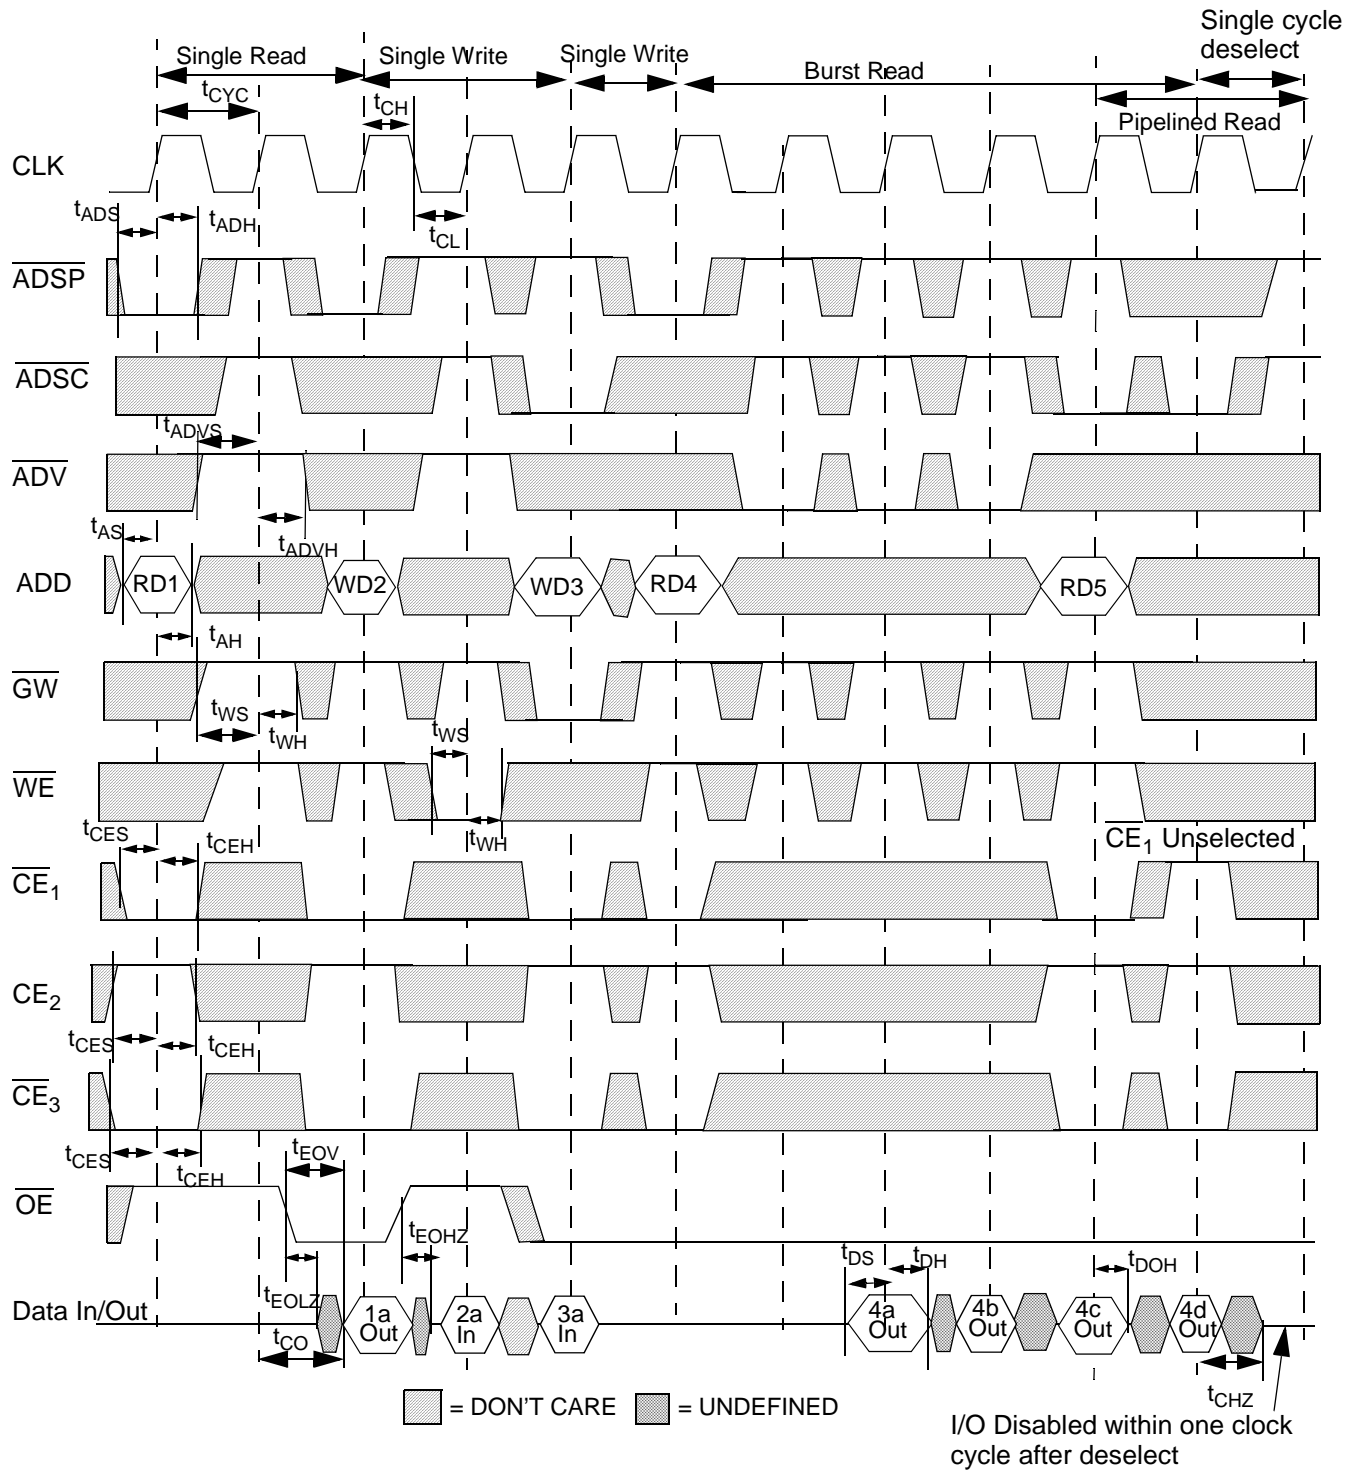 Single cycle
deselect
Single Read
Single Write
Single Write
Burst Read
tCYC
tCH
Pipelined Read
CLK
tADS
tADH
tCL
ADSP
ADSC
tADVS
ADV
tAS
tADVH
ADD
RD1
WD2
WD3
RD4
RD5
tAH
GW
tWS
tWH
tWS
WE
tCES
tCEH
tWH
CE1 Unselected
CE1
CE2
tCES
tCEH
CE3
tCES
tCEH
tEOV
OE
tEOHZ
tDS
tDH
tDOH
tEOLZ
Data In/Out
1a
Out
2a
In
3a
In
4a
Out
4b
Out
4c
Out
4d
Out
tCO
tCHZ
= DON'T CARE
= UNDEFINED
I/O Disabled within one clock
cycle after deselect